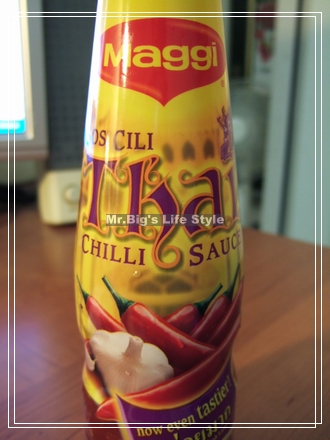 Maggi
OS CILI
Thai
Mr.Big's Life Style
CHILLI SAUCE
now even tastier